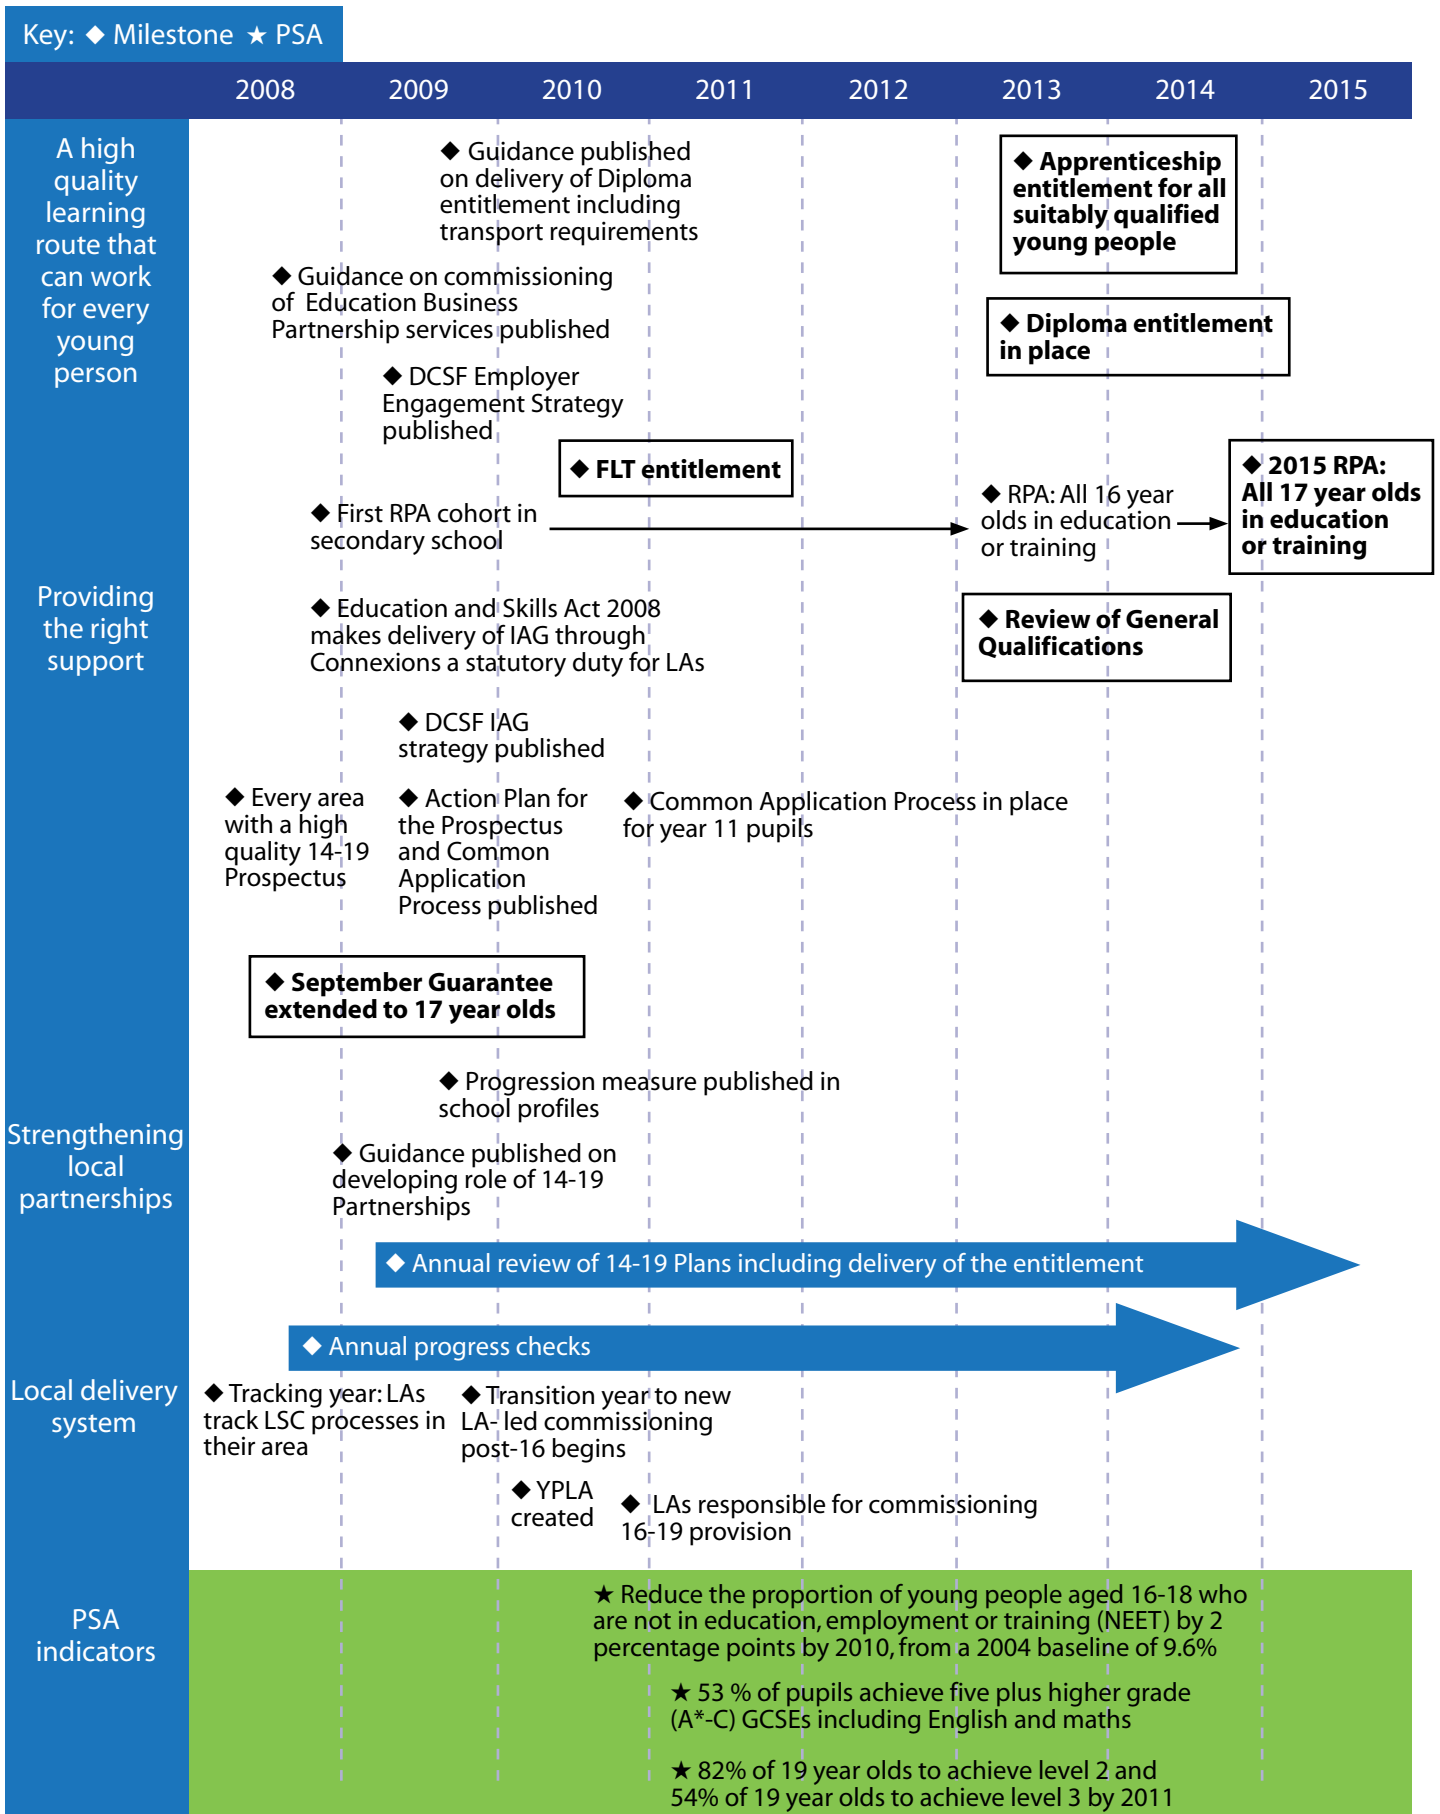 Key: ◆ Milestone ★ PSA
2008 2009 2010 2011 2012 2013 2014 2015
A high
quality
learning
route that
can work
for every
young
person
◆ Guidance published
on delivery of Diploma
entitlement including
transport requirements
◆ Apprenticeship
entitlement for all
suitably qualified
young people
◆ Guidance on commissioning
of Education Business
Partnership services published
◆ Diploma entitlement
in place
◆ DCSF Employer
Engagement Strategy
published
◆ FLT entitlement
◆ First RPA cohort in
secondary school
◆ RPA: All 16 year
olds in education
or training
◆ 2015 RPA:
All 17 year olds
in education
or training
Providing
the right
support
◆ Education and Skills Act 2008
makes delivery of IAG through
Connexions a statutory duty for LAs
◆ Review of General
Qualifications
◆ DCSF IAG
strategy published
◆ Every area
with a high
quality 14-19
Prospectus
◆ Action Plan for
the Prospectus
and Common
Application
Process published
◆ Common Application Process in place
for year 11 pupils
◆ September Guarantee
extended to 17 year olds
◆ Progression measure published in
school profiles
Strengthening
local
partnerships
◆ Guidance published on
developing role of 14-19
Partnerships
◆ Annual review of 14-19 Plans including delivery of the entitlement
◆ Annual progress checks
Local delivery
system
◆ Tracking year: LAs
track LSC processes in
their area
◆ Transition year to new
LA- led commissioning
post-16 begins
◆ YPLA
created
◆ LAs responsible for commissioning
16-19 provision
PSA
indicators
★ Reduce the proportion of young people aged 16-18 who
are not in education, employment or training (NEET) by 2
percentage points by 2010, from a 2004 baseline of 9.6%
★ 53 % of pupils achieve five plus higher grade
(A*-C) GCSEs including English and maths
★ 82% of 19 year olds to achieve level 2 and
54% of 19 year olds to achieve level 3 by 2011